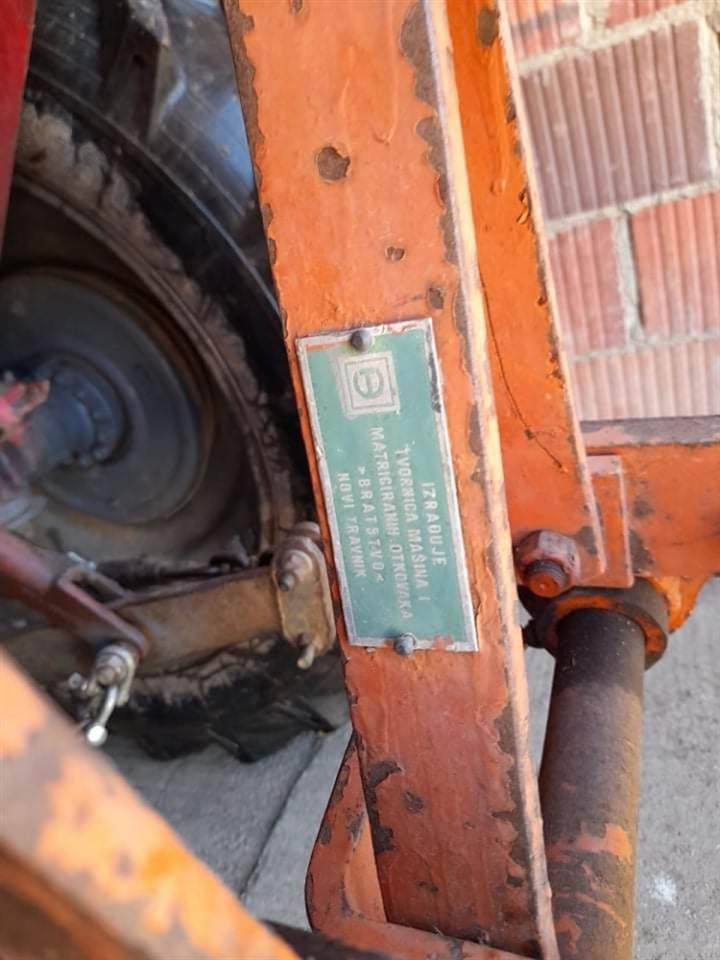 IZRAĐUJE
TVORNICA MAŠINA I
MATRICIRANIH OTKOVAKA
>BRATSTVO<
NOVI TRAVNIK